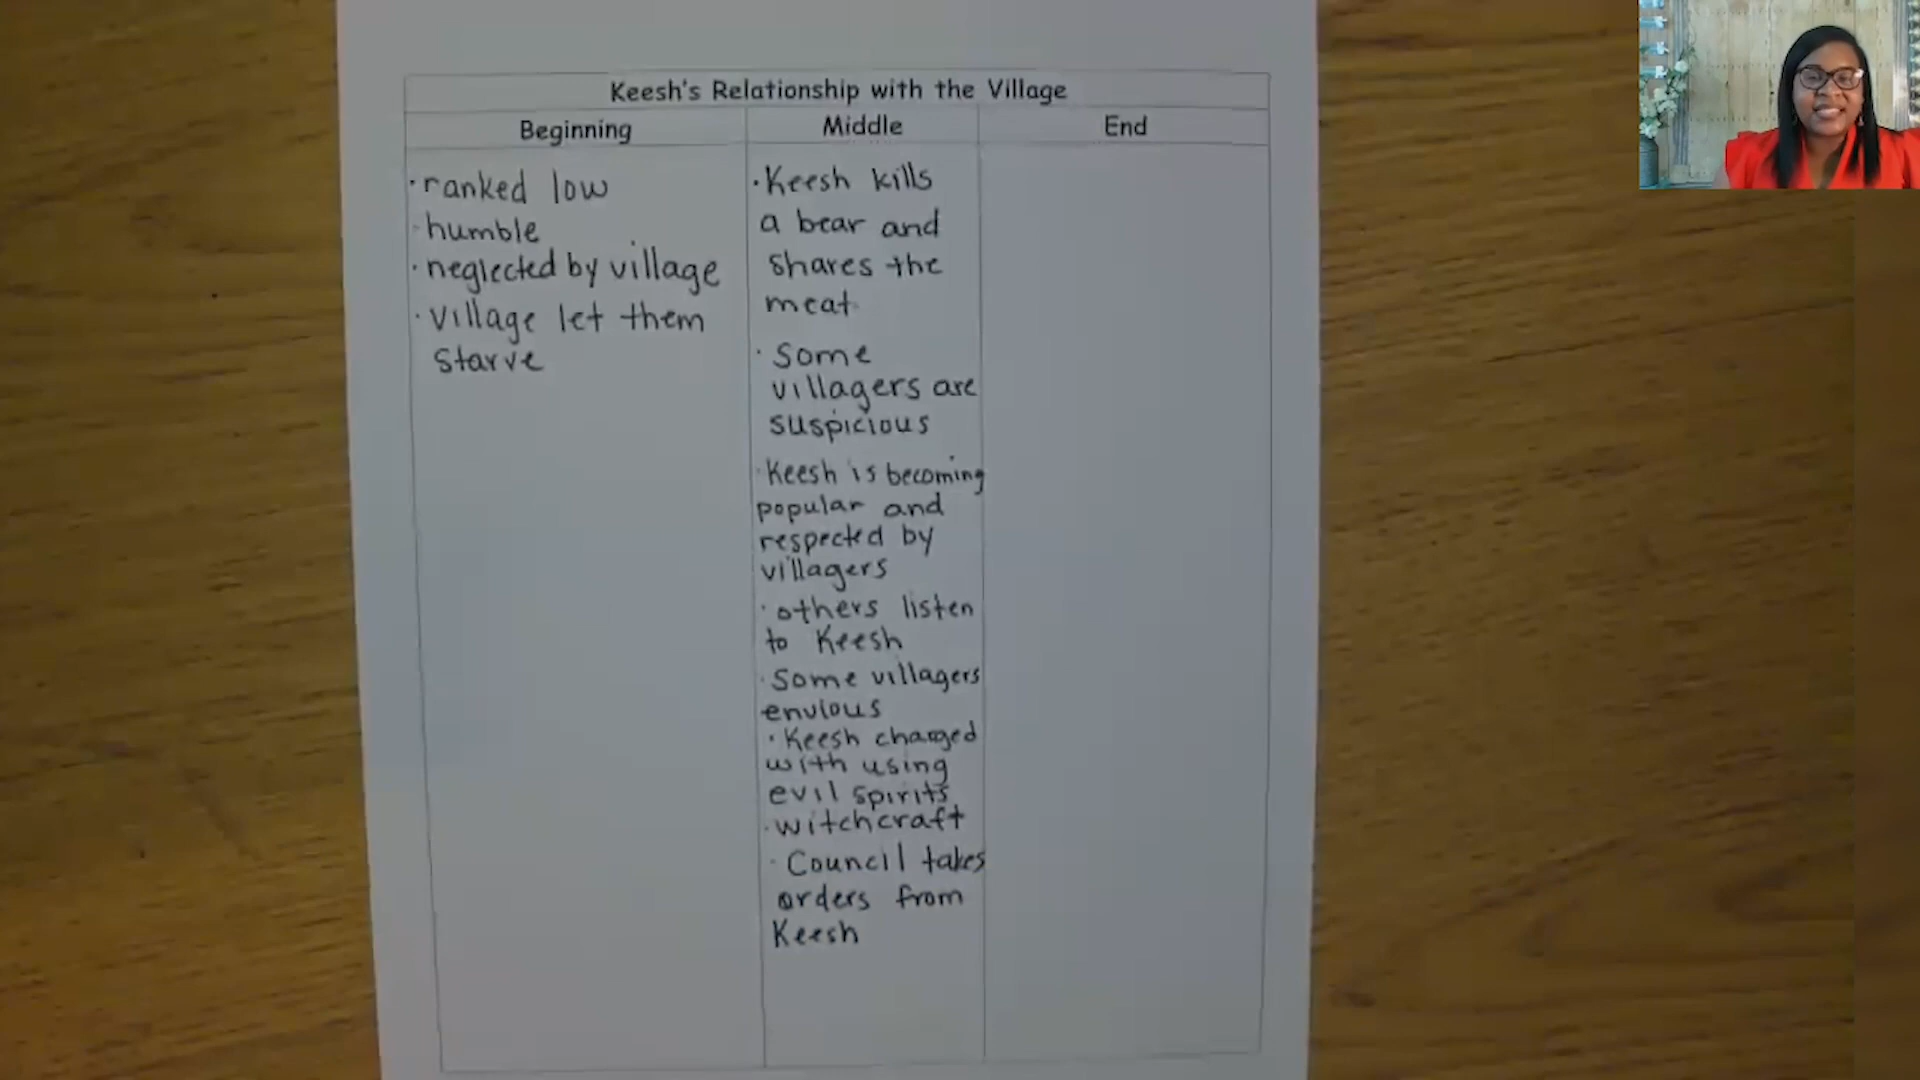 Keesh's Relationship with the Village
Beginning
Middle
End
·ranked low
·humble
·neglected by village
·village let them
starve
·Keesh kills
a bear and
shares the
meat
·some
villagers are
suspicious
·Keesh is becoming
popular and
respected by
villagers
·others listen
to Keesh
·Some villagers
envious
·Keesh charged
with using
evil spirits
·witchcraft
·Council takes
orders from
Keesh